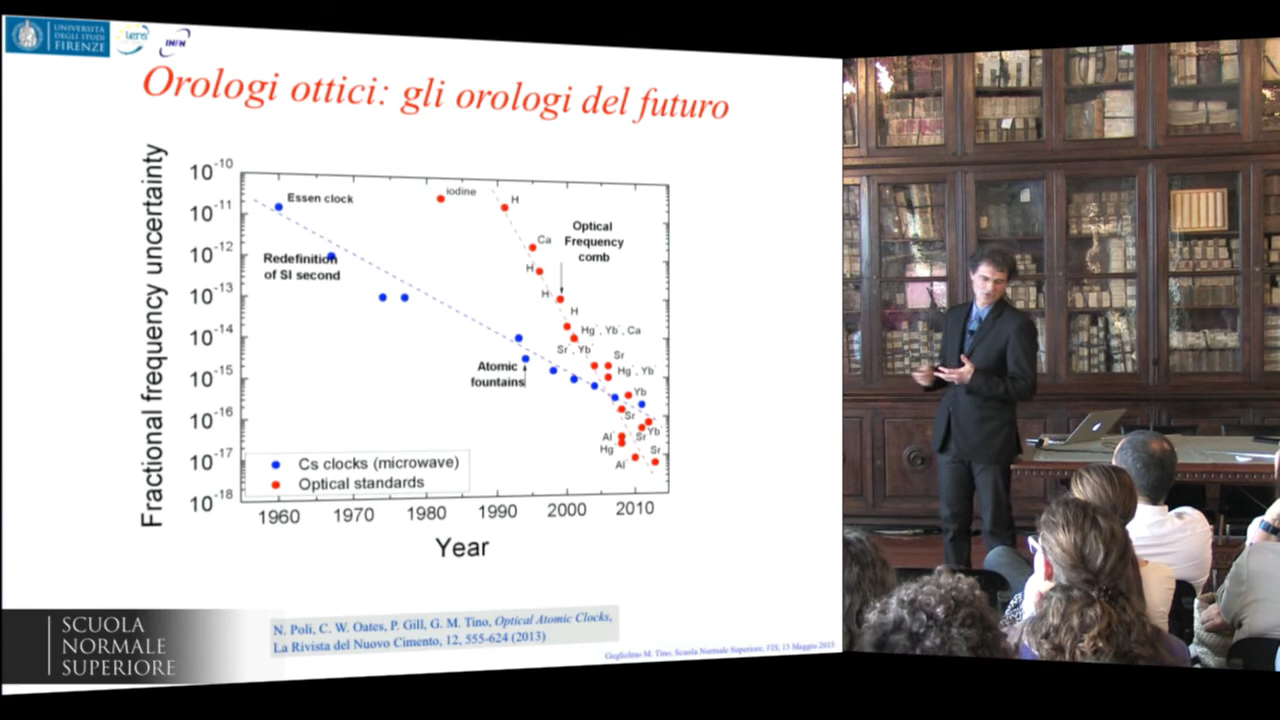 UNIVERSITÀ
DEGLI STUDI
FIRENZE
lens
INFN
Orologi ottici: gli orologi del futuro
Fractional frequency uncertainty
10^-10
10^-11
10^-12
10^-13
10^-14
10^-15
10^-16
10^-17
10^-18
Essen clock
iodine
H
Ca
Optical
Frequency
comb
Redefinition
of SI second
H
H
H
Hg⁺, Yb⁺, Ca
Sr, Yb⁺
Sr
Hg⁺, Yb⁺
Atomic
fountains
Yb
Sr
Al⁺
Sr
Yb⁺
Hg⁺
Sr
Al⁺
Cs clocks (microwave)
Optical standards
1960 1970 1980 1990 2000 2010
Year
SCUOLA
NORMALE
SUPERIORE
N. Poli, C. W. Oates, P. Gill, G. M. Tino, Optical Atomic Clocks,
La Rivista del Nuovo Cimento, 12, 555-624 (2013)
Guglielmo M. Tino, Scuola Normale Superiore, VIS, 13 Maggio 2015